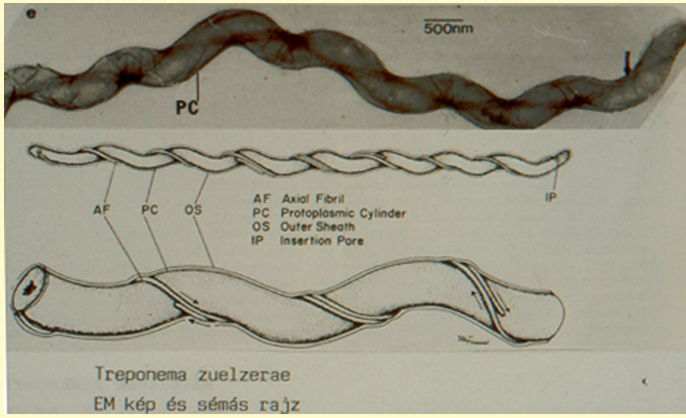 e
500nm
PC
AF PC OS
AF Axial Fibril
PC Protoplasmic Cylinder
OS Outer Sheath
IP Insertion Pore
IP
Treponema zuelzerae
EM kép és sémás rajz